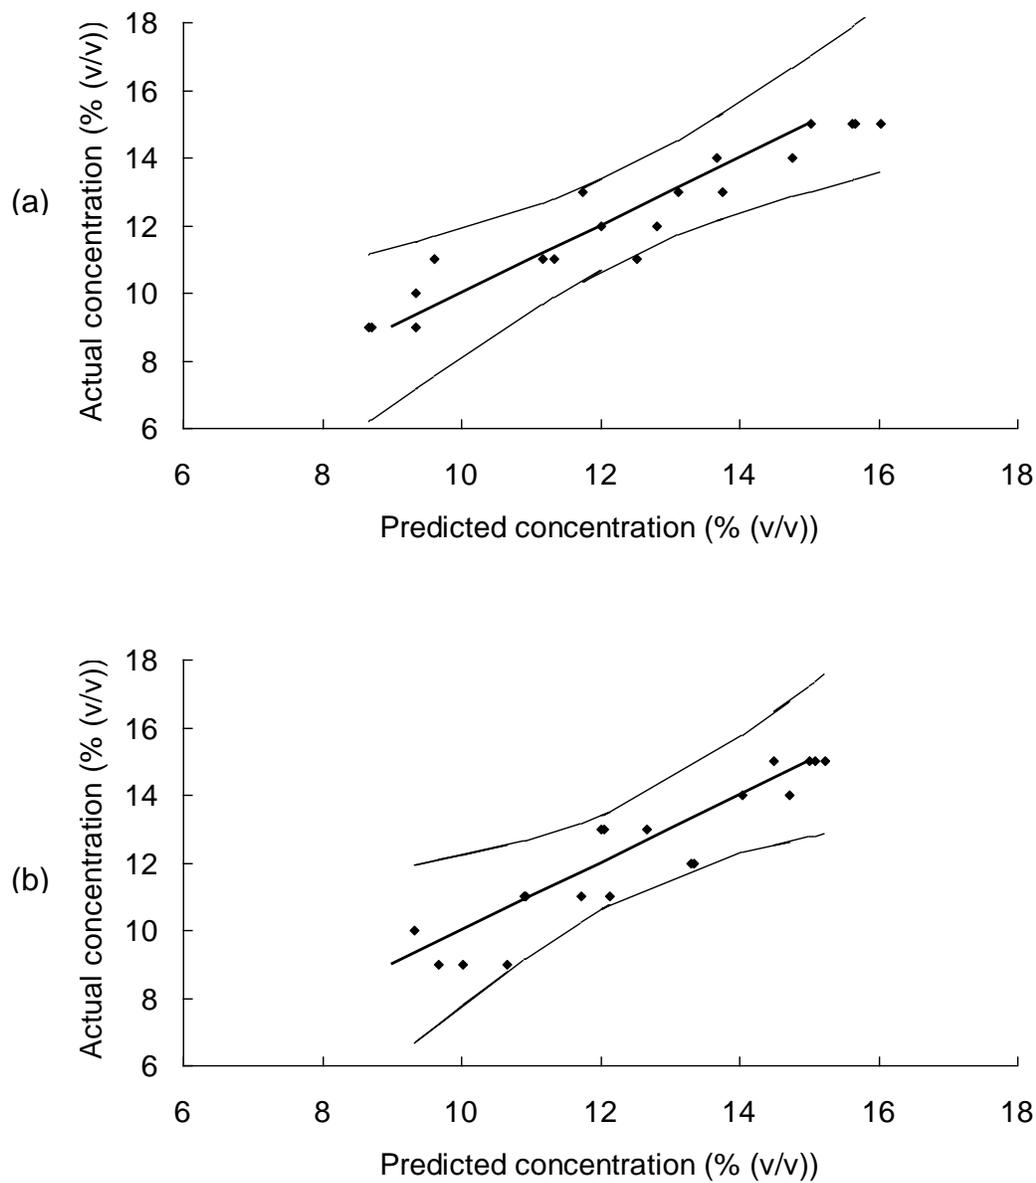 (a)
Actual concentration (% (v/v))
18
16
14
12
10
8
6
6 8 10 12 14 16 18
Predicted concentration (% (v/v))
(b)
Actual concentration (% (v/v))
18
16
14
12
10
8
6
6 8 10 12 14 16 18
Predicted concentration (% (v/v))